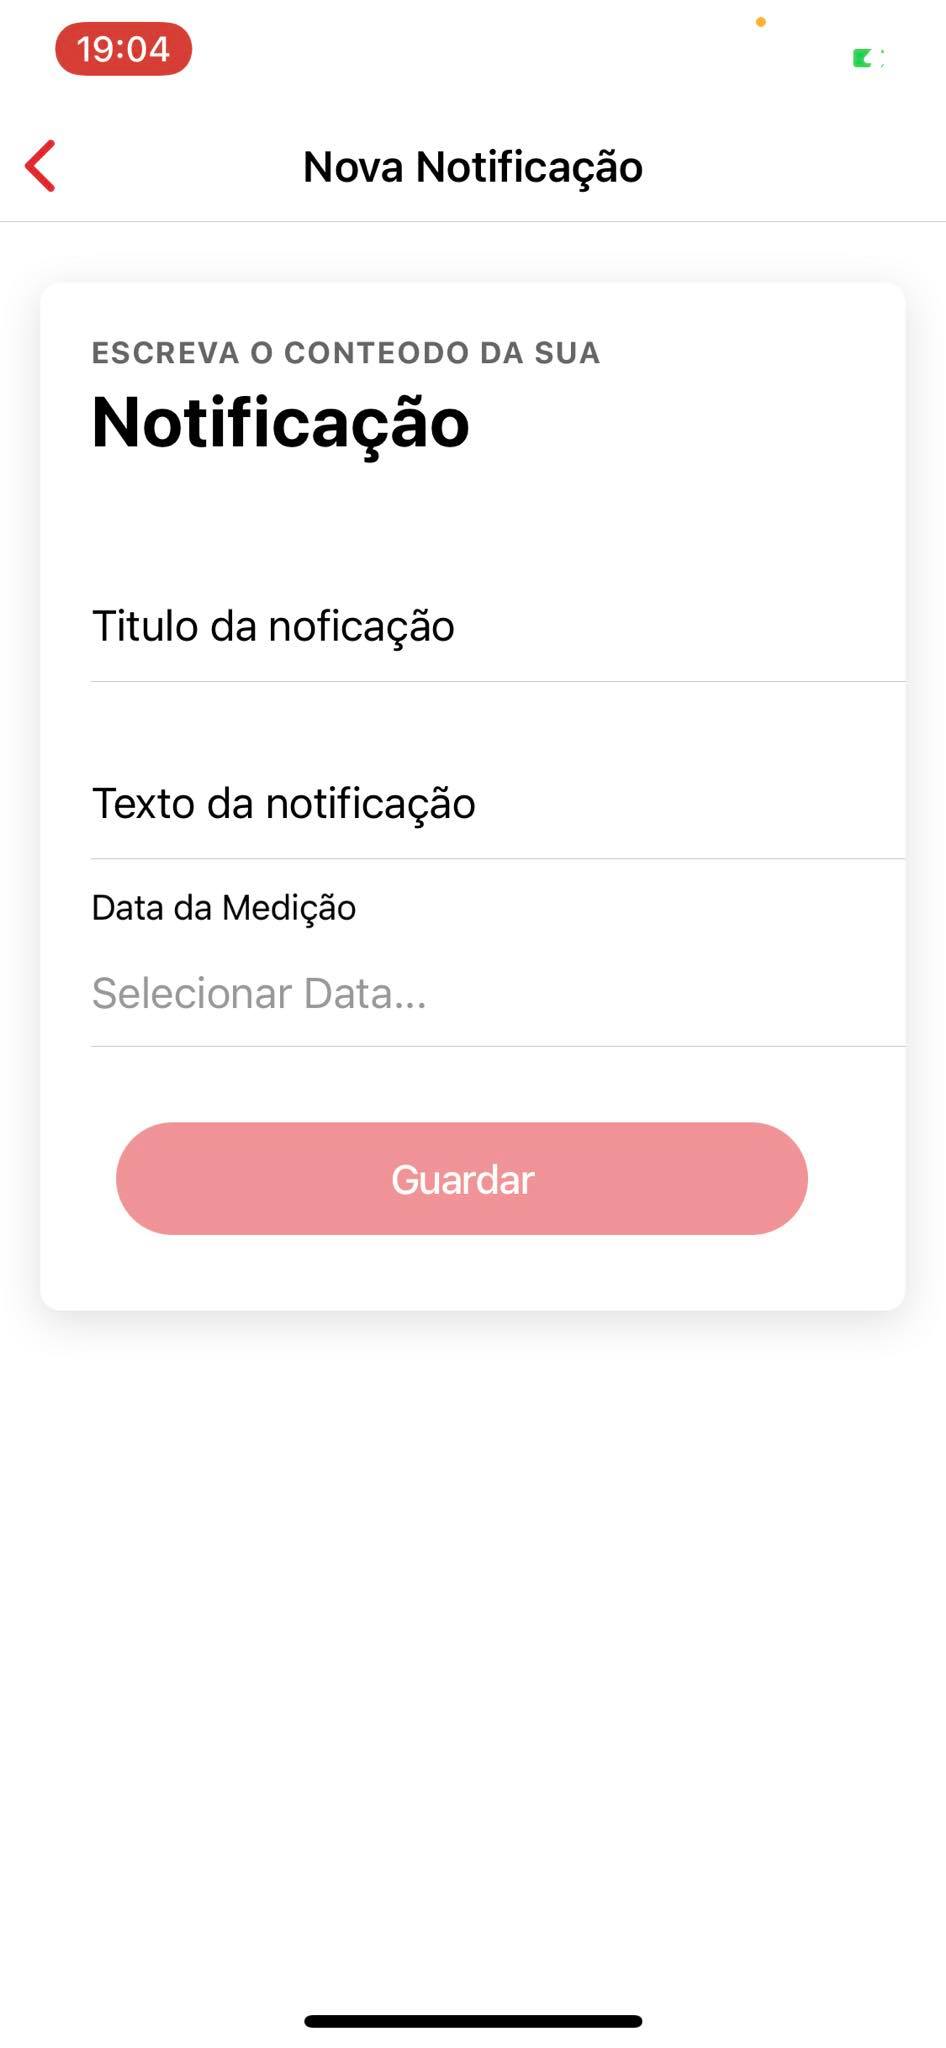 19:04
Nova Notificação
ESCREVA O CONTEODO DA SUA
Notificação
Titulo da noficação
Texto da notificação
Data da Medição
Selecionar Data...
Guardar